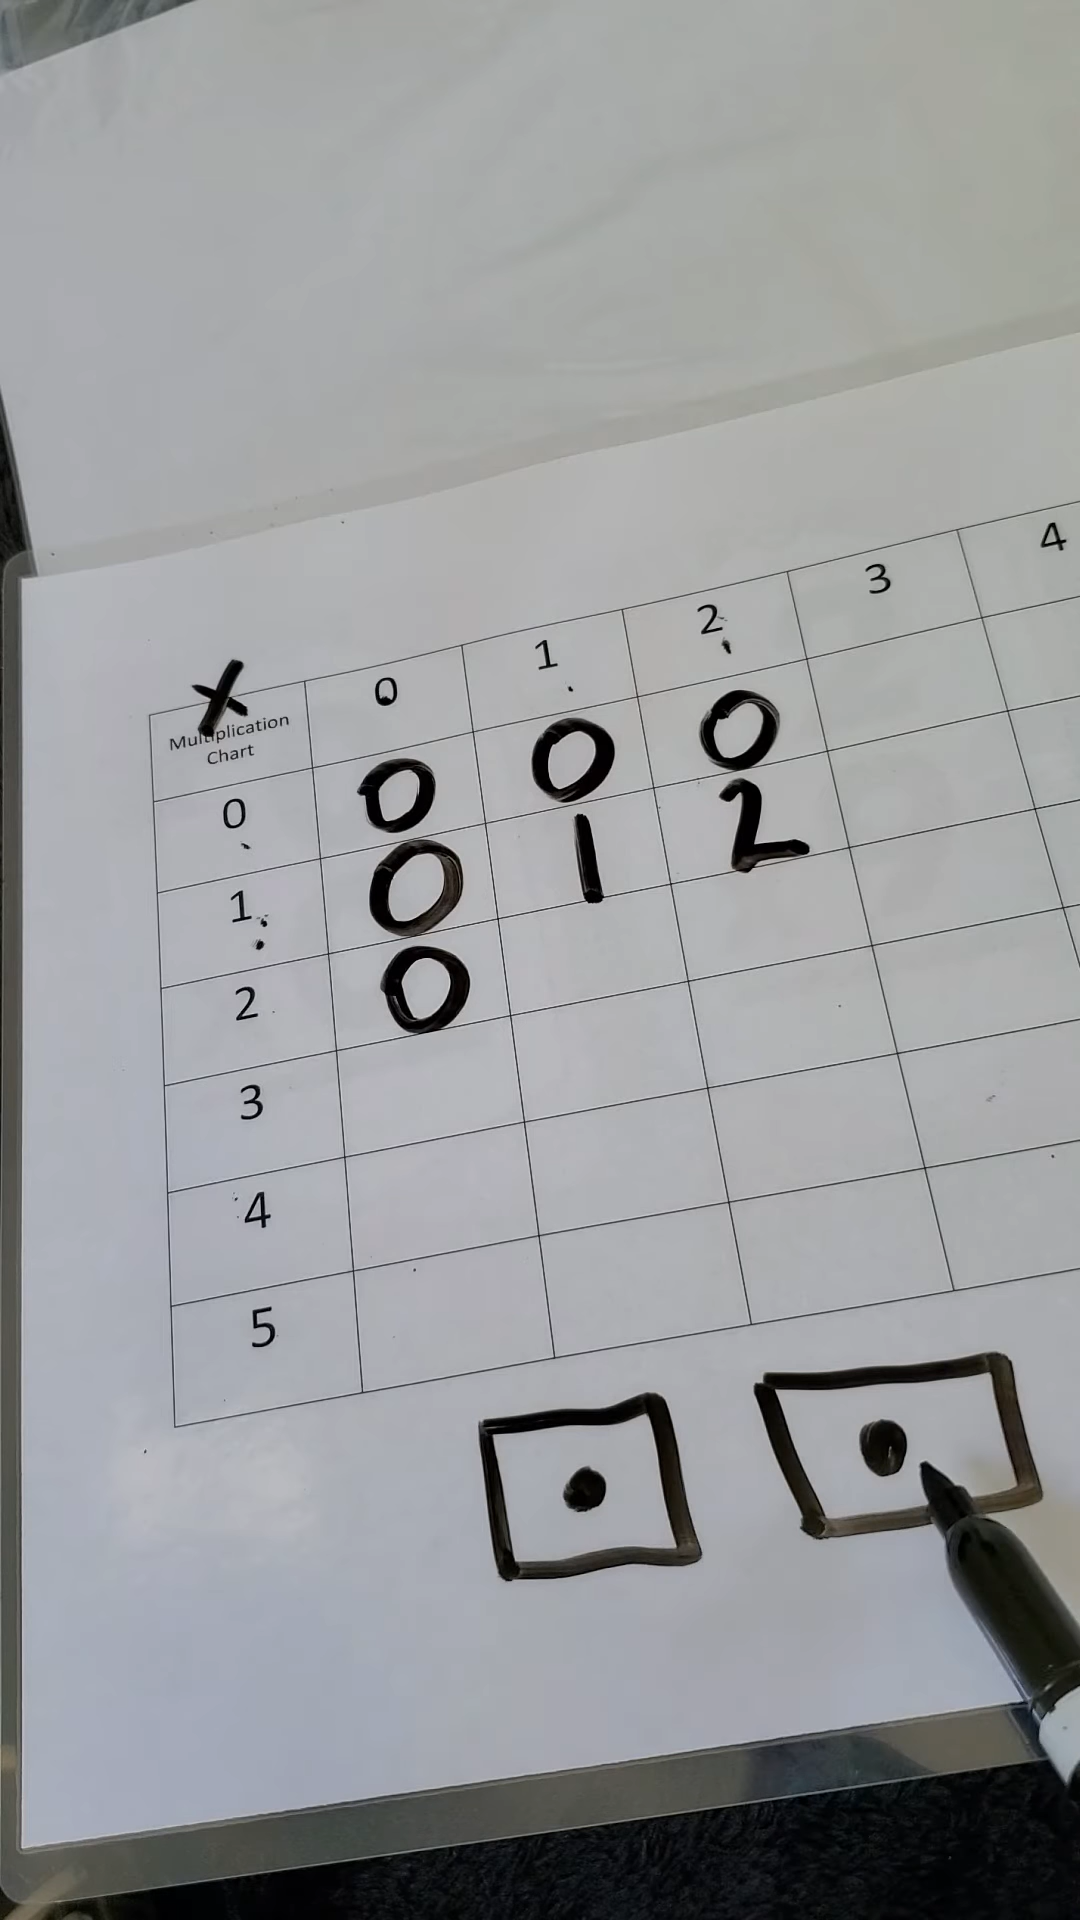 X 0 1 2 3 4
Multiplication
Chart
0 0 0 0
1 0 1 2
2 0
3
4
5